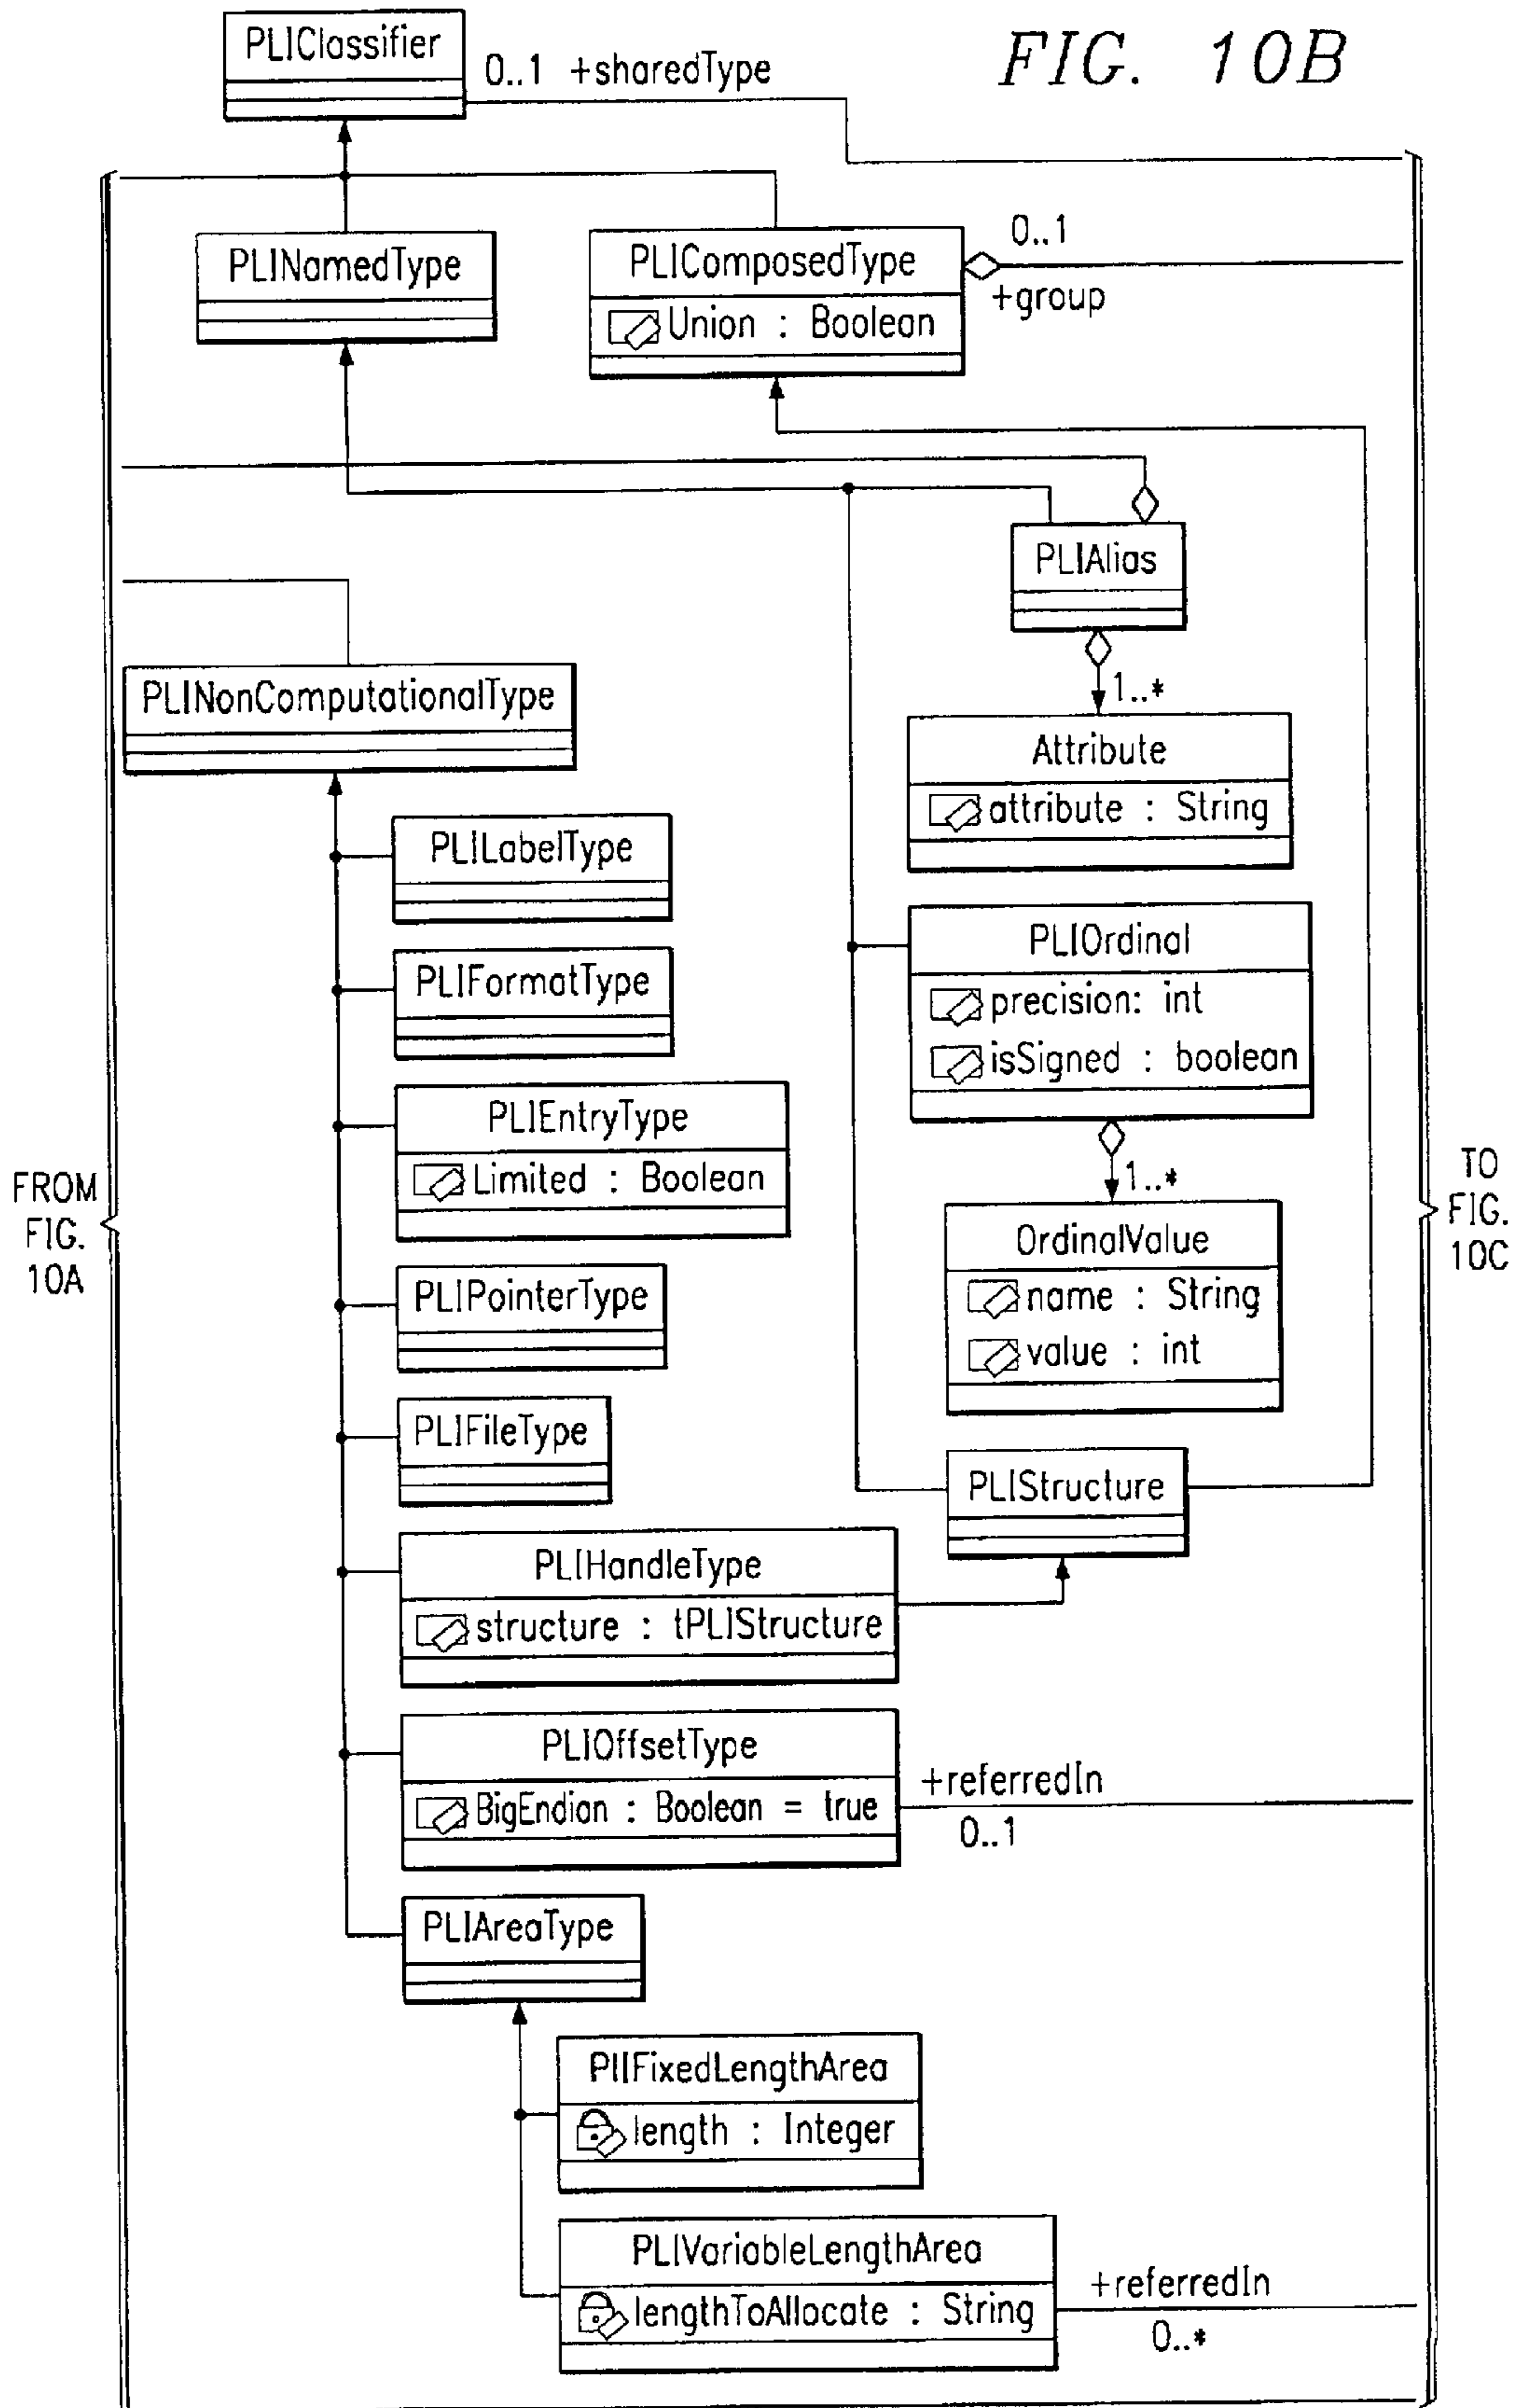 FIG. 10B
PLIClassifier
0..1 +sharedType
PLINamedType
PLIComposedType
Union : Boolean
0..1
+group
PLIAlias
1..*
PLINonComputationalType
Attribute
attribute : String
PLILabelType
PLIFormatType
PLIOrdinal
precision: int
isSigned : boolean
PLIEntryType
Limited : Boolean
1..*
FROM
FIG.
10A
TO
FIG.
10C
OrdinalValue
name : String
value : int
PLIPointerType
PLIFileType
PLIStructure
PLIHandleType
structure : tPLIStructure
PLIOffsetType
BigEndian : Boolean = true
+referredIn
0..1
PLIAreaType
PlIFixedLengthArea
length : Integer
PLIVariableLengthArea
lengthToAllocate : String
+referredIn
0..*